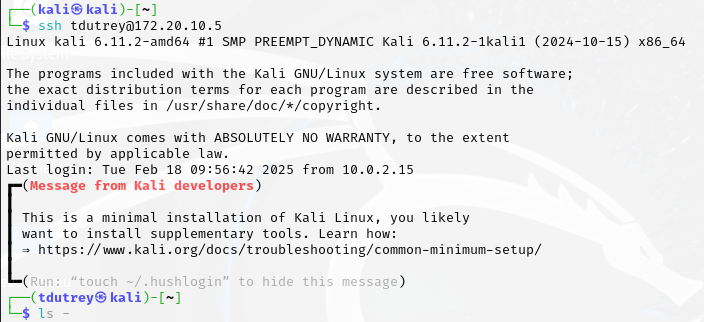 ┌──(kali㉿kali)-[~]
└─$ ssh tdutrey@172.20.10.5
Linux kali 6.11.2-amd64 #1 SMP PREEMPT_DYNAMIC Kali 6.11.2-1kali1 (2024-10-15) x86_64
The programs included with the Kali GNU/Linux system are free software;
the exact distribution terms for each program are described in the
individual files in /usr/share/doc/*/copyright.
Kali GNU/Linux comes with ABSOLUTELY NO WARRANTY, to the extent
permitted by applicable law.
Last login: Tue Feb 18 09:56:42 2025 from 10.0.2.15
┏━(Message from Kali developers)
┃ This is a minimal installation of Kali Linux, you likely
┃ want to install supplementary tools. Learn how:
┃ ⇒ https://www.kali.org/docs/troubleshooting/common-minimum-setup/
┗━(Run: “touch ~/.hushlogin” to hide this message)
┌──(tdutrey㉿kali)-[~]
└─$ ls -